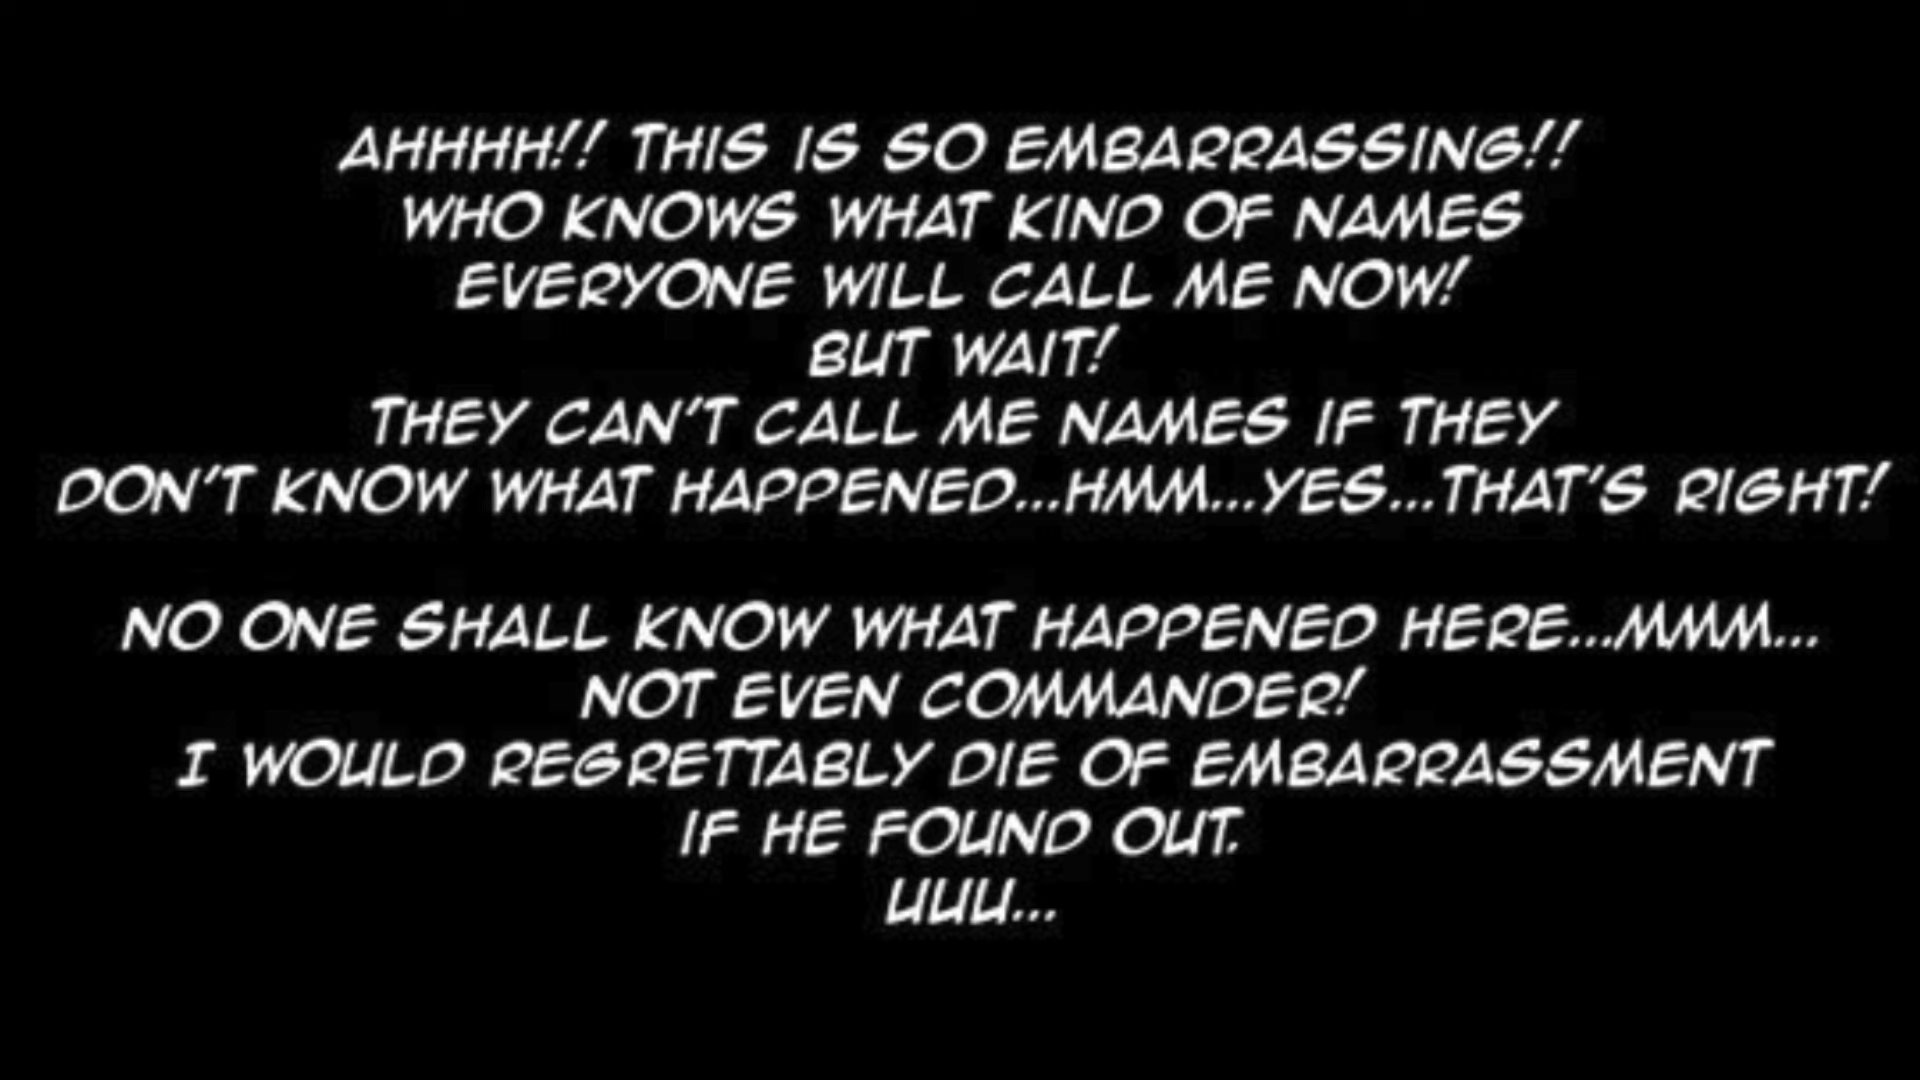 AHHHH!! THIS IS SO EMBARRASSING!!
WHO KNOWS WHAT KIND OF NAMES
EVERYONE WILL CALL ME NOW!
BUT WAIT!
THEY CAN'T CALL ME NAMES IF THEY
DON'T KNOW WHAT HAPPENED...HMM...YES...THAT'S RIGHT!
NO ONE SHALL KNOW WHAT HAPPENED HERE...MMM...
NOT EVEN COMMANDER!
I WOULD REGRETTABLY DIE OF EMBARRASSMENT
IF HE FOUND OUT.
UUU...